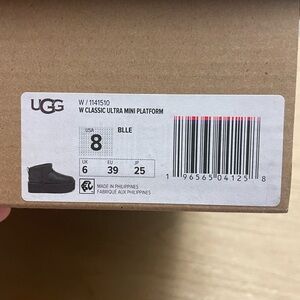 UGG
W / 1141510
W CLASSIC ULTRA MINI PLATFORM
USA
8
BLLE
UK EU JP
6 39 25
MADE IN PHILIPPINES
FABRIQUÉ AUX PHILIPPINES
1 96565 04125 8